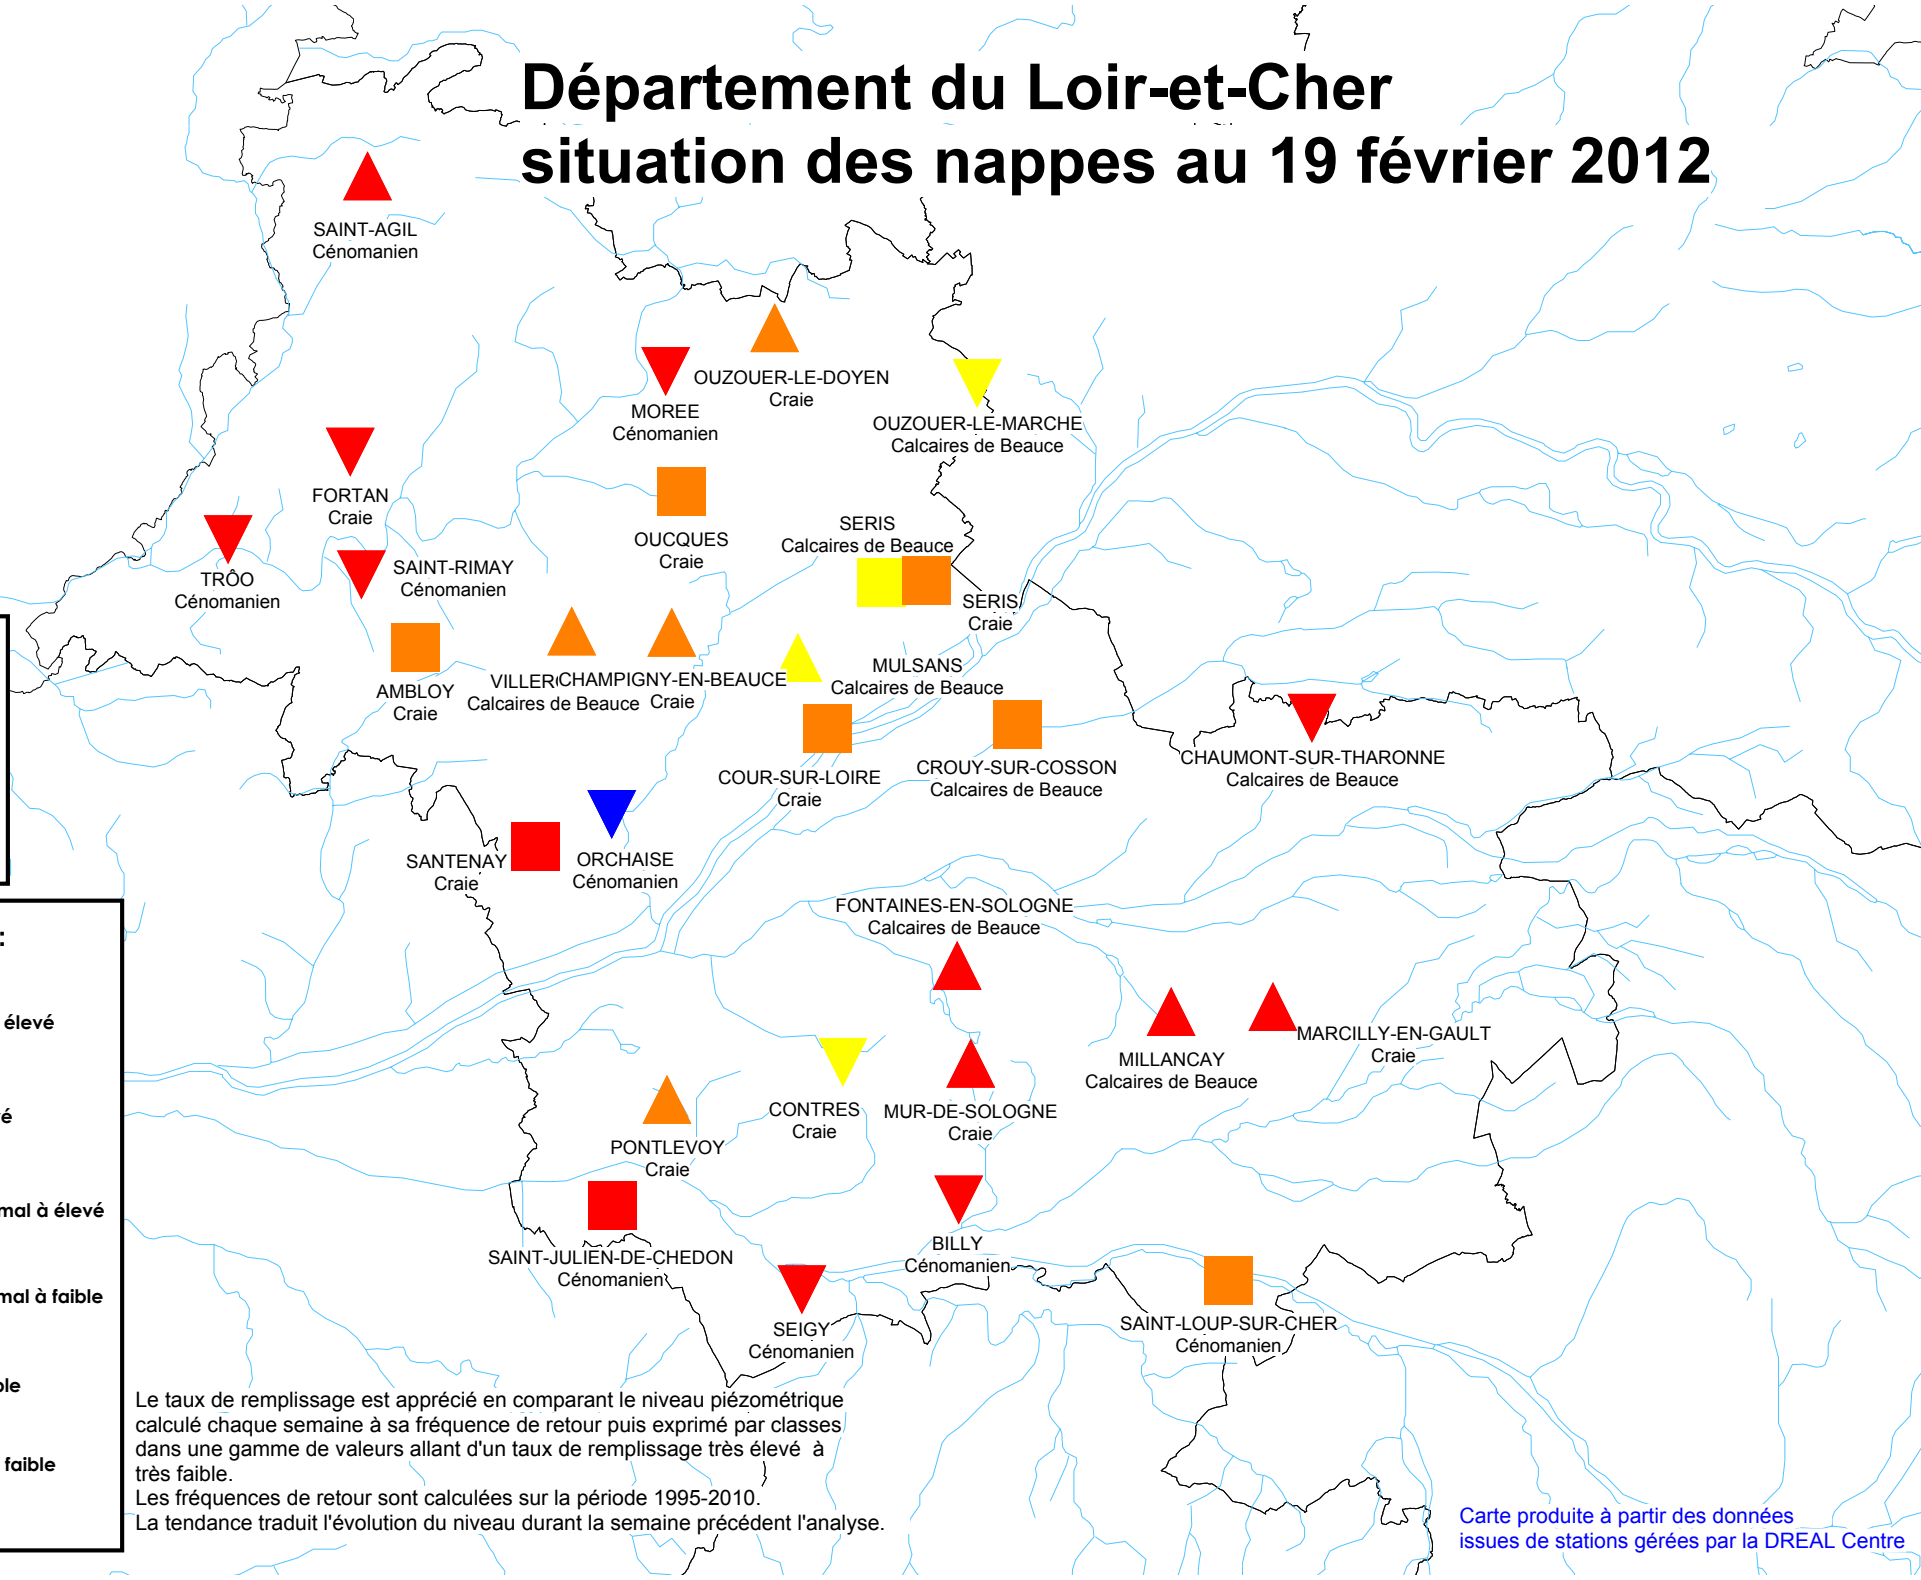 Département du Loir-et-Cher
situation des nappes au 19 février 2012
SAINT-AGIL
Cénomanien
OUZOUER-LE-DOYEN
Craie
MOREE
Cénomanien
OUZOUER-LE-MARCHE
Calcaires de Beauce
FORTAN
Craie
OUCQUES
Craie
SERIS
Calcaires de Beauce
TRÔO
Cénomanien
SAINT-RIMAY
Cénomanien
SERIS
Craie
AMBLOY
Craie
Calcaires de Beauce
CHAMPIGNY-EN-BEAUCE
Craie
MULSANS
Calcaires de Beauce
COUR-SUR-LOIRE
Craie
CROUY-SUR-COSSON
Calcaires de Beauce
CHAUMONT-SUR-THARONNE
Calcaires de Beauce
SANTENAY
Craie
ORCHAISE
Cénomanien
FONTAINES-EN-SOLOGNE
Calcaires de Beauce
MILLANCAY
Calcaires de Beauce
MARCILLY-EN-GAULT
Craie
CONTRES
Craie
MUR-DE-SOLOGNE
Craie
PONTLEVOY
Craie
SAINT-JULIEN-DE-CHEDON
Cénomanien
BILLY
Cénomanien
SEIGY
Cénomanien
SAINT-LOUP-SUR-CHER
Cénomanien
:
élevé
à élevé
à faible
faible
Le taux de remplissage est apprécié en comparant le niveau piézométrique
calculé chaque semaine à sa fréquence de retour puis exprimé par classes
dans une gamme de valeurs allant d'un taux de remplissage très élevé à
très faible.
Les fréquences de retour sont calculées sur la période 1995-2010.
La tendance traduit l'évolution du niveau durant la semaine précédent l'analyse.
Carte produite à partir des données
issues de stations gérées par la DREAL Centre